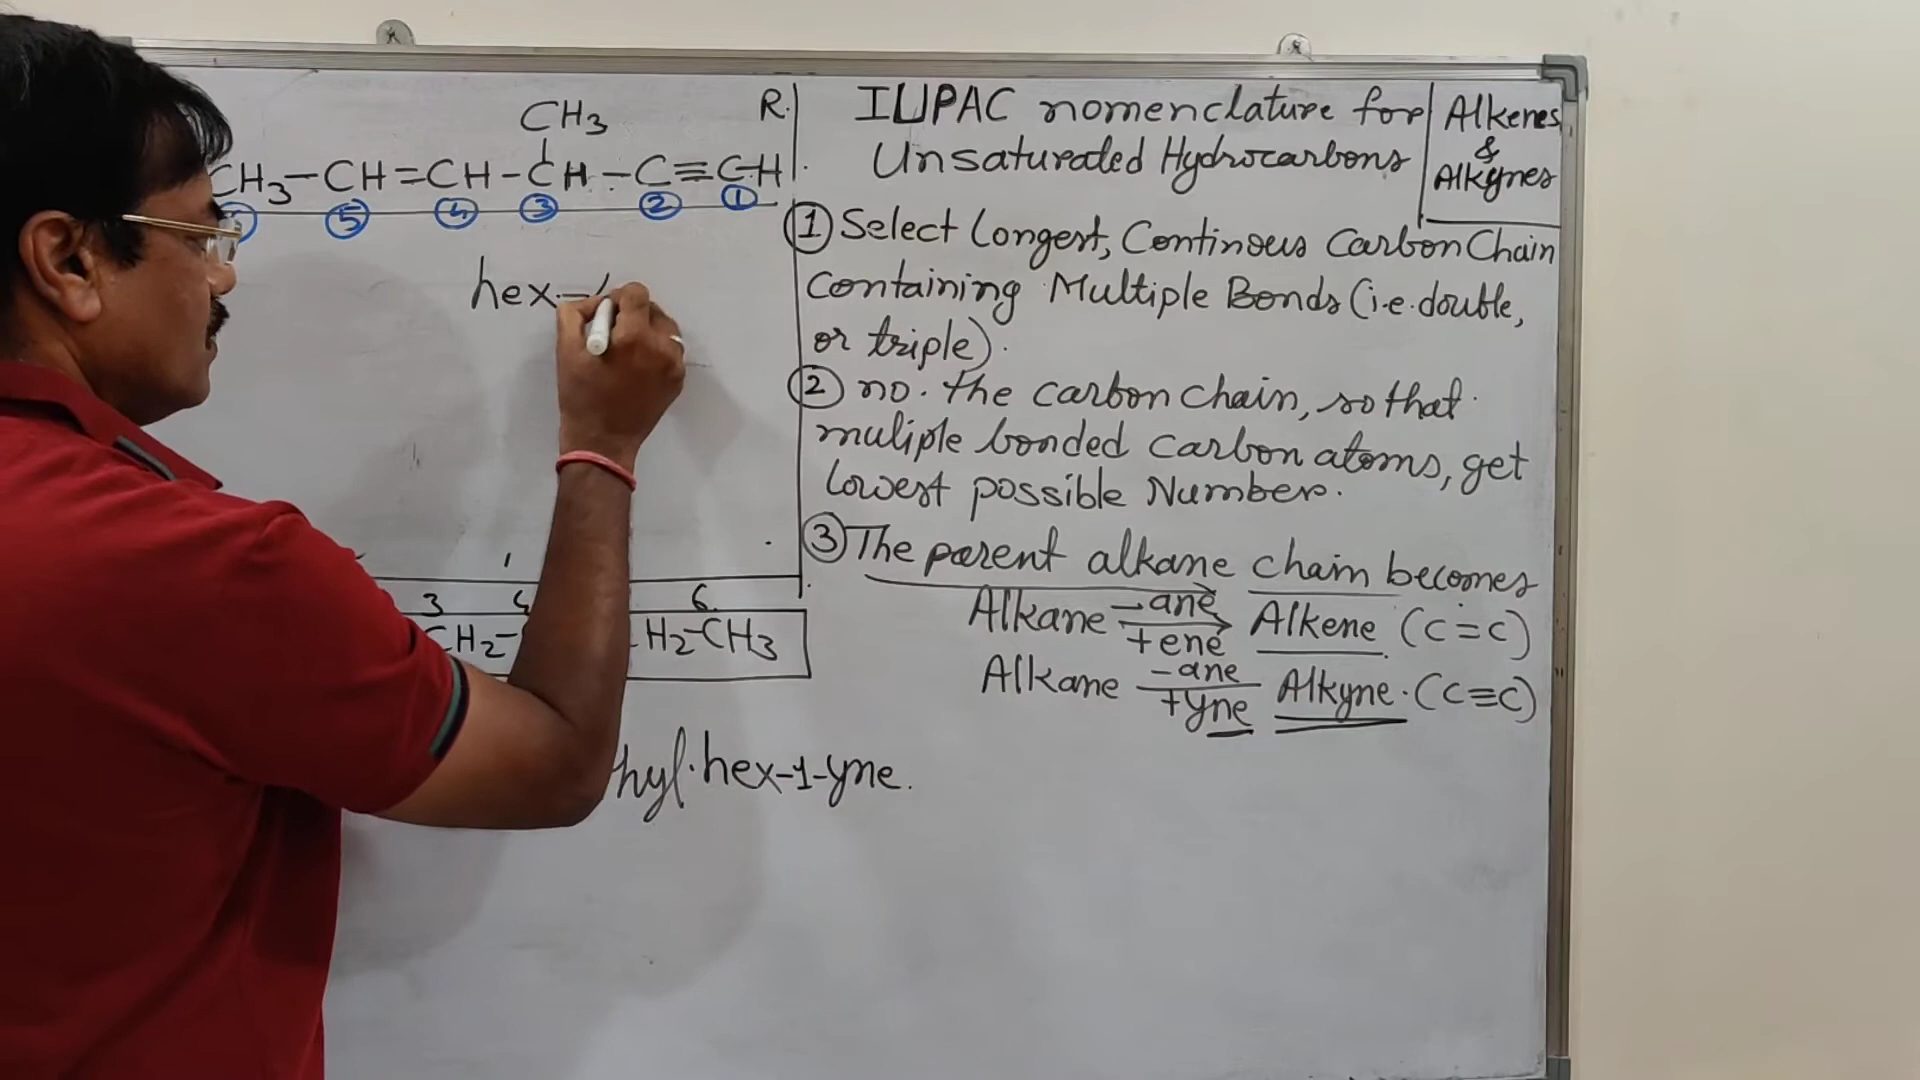 CH3
R.
CH3-CH=CH-CH-C≡C-H
5 4 3 2 1
hex-4
3 6
CH2- H2-CH3
hyl.hex-1-yne.
IUPAC nomenclature for
Unsaturated Hydrocarbons
Alkenes
&
Alkynes
① Select Longest, Continous Carbon Chain
Containing Multiple Bonds (i.e. double,
or triple).
② no. the carbon chain, so that
muliple bonded carbon atoms, get
lowest possible Number.
③ The parent alkane chain becomes
Alkane -ane +ene Alkene (C=C)
Alkane -ane +yne Alkyne. (C≡C)